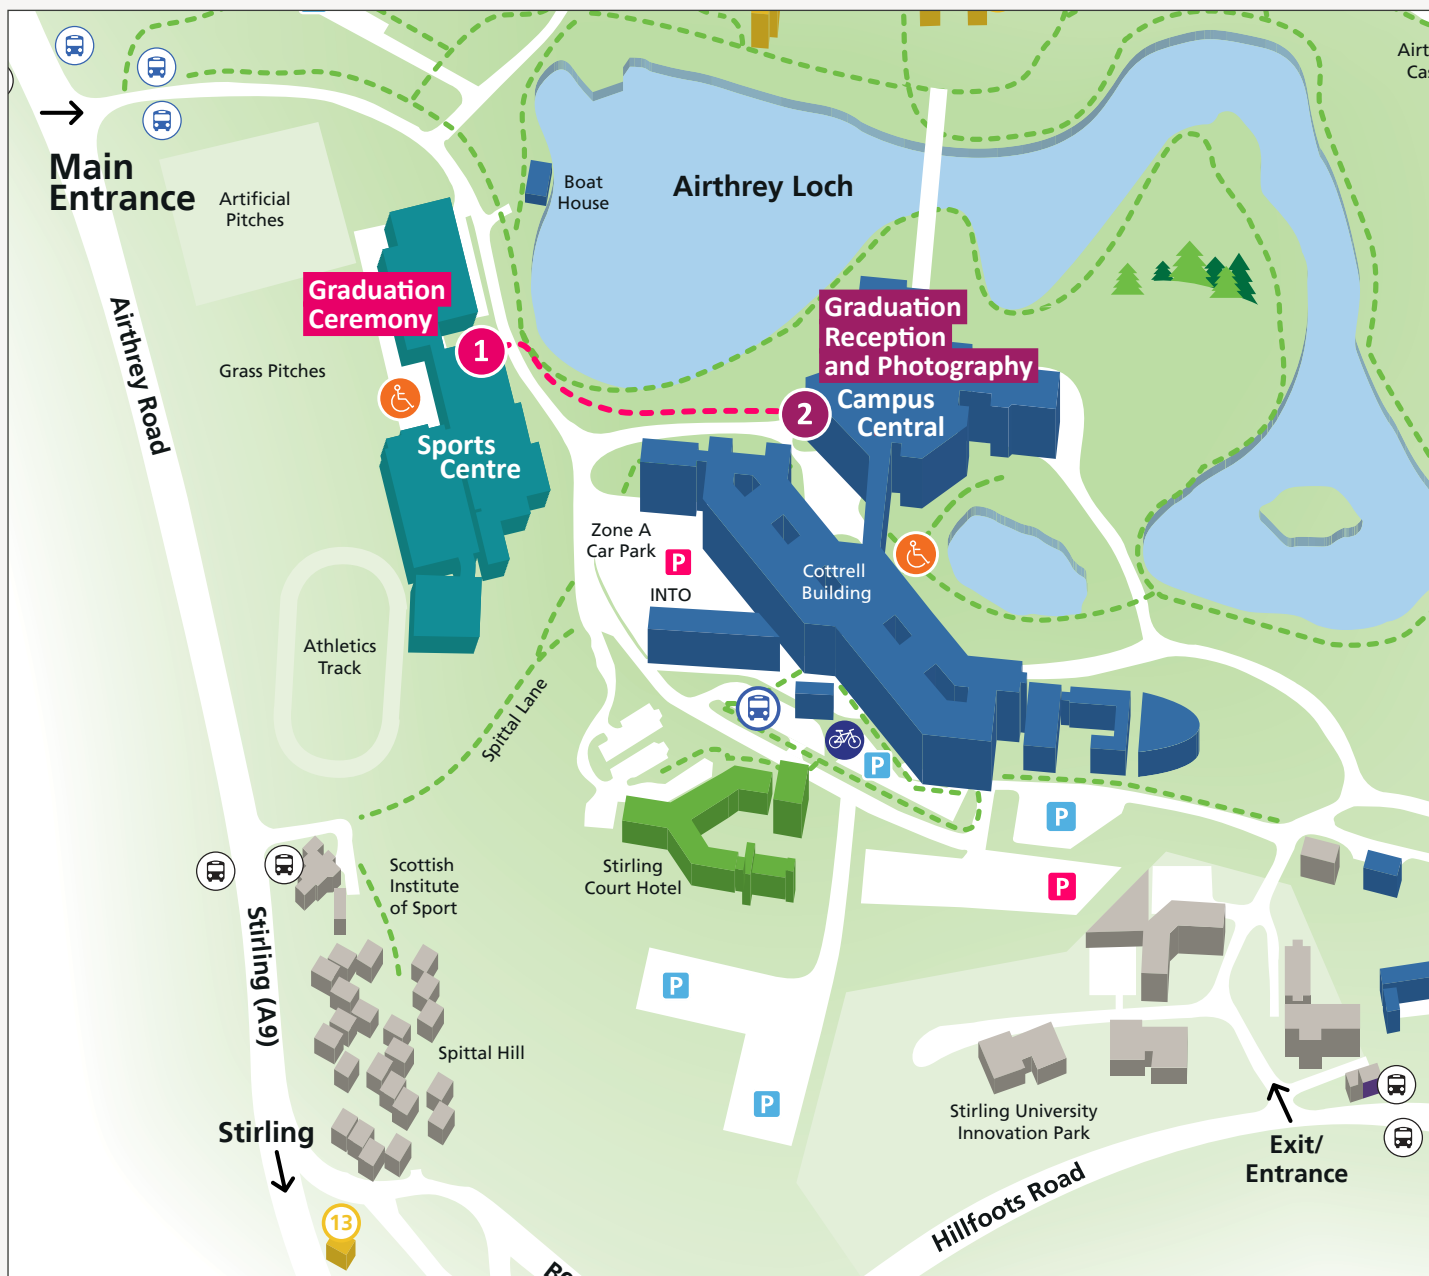 Main
Entrance
Artificial
Pitches
Boat
House
Airthrey Loch
Graduation
Ceremony
1
Graduation
Reception
and Photography
2
Campus
Central
Airthrey Road
Grass Pitches
Sports
Centre
Zone A
Car Park
P
INTO
Cottrell
Building
Athletics
Track
Spittal Lane
P
P
Stirling
Court Hotel
P
Scottish
Institute
of Sport
Stirling (A9)
P
Spittal Hill
P
Stirling University
Innovation Park
Stirling
Exit/
Entrance
Hillfoots Road
13